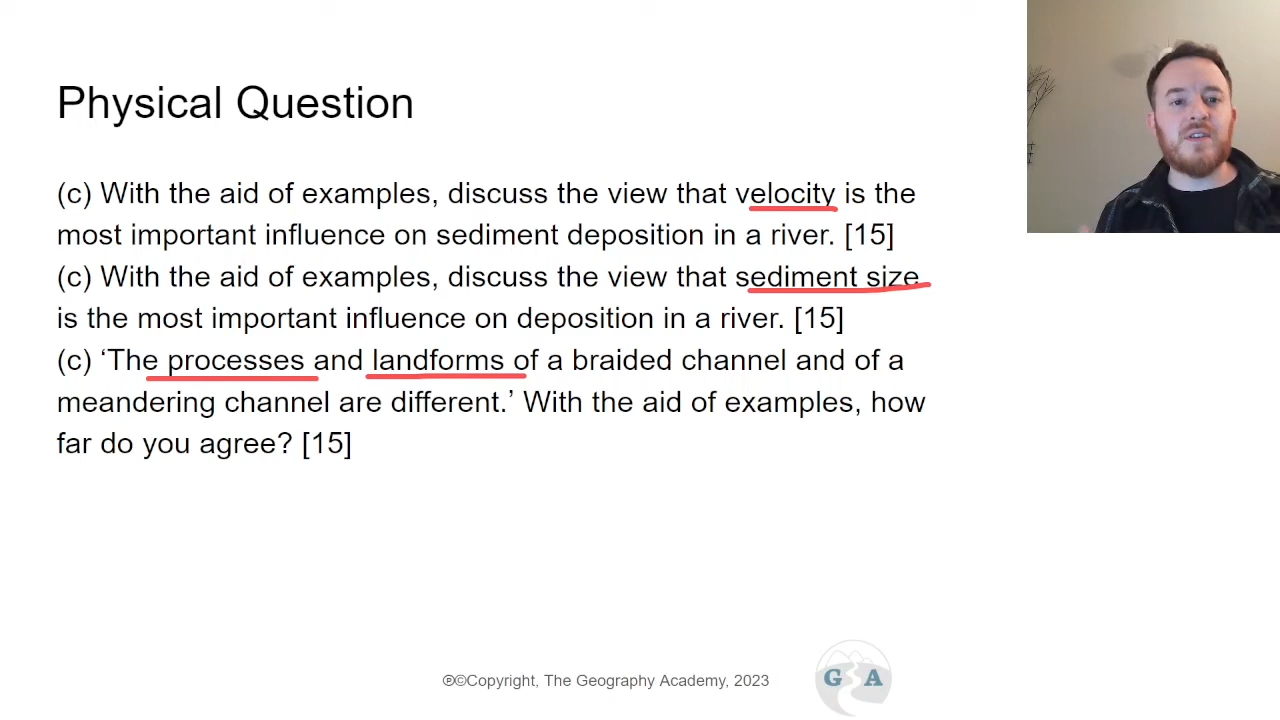 Physical Question
(c) With the aid of examples, discuss the view that velocity is the
most important influence on sediment deposition in a river. [15]
(c) With the aid of examples, discuss the view that sediment size
is the most important influence on deposition in a river. [15]
(c) ‘The processes and landforms of a braided channel and of a
meandering channel are different.’ With the aid of examples, how
far do you agree? [15]
℗©Copyright, The Geography Academy, 2023
G A